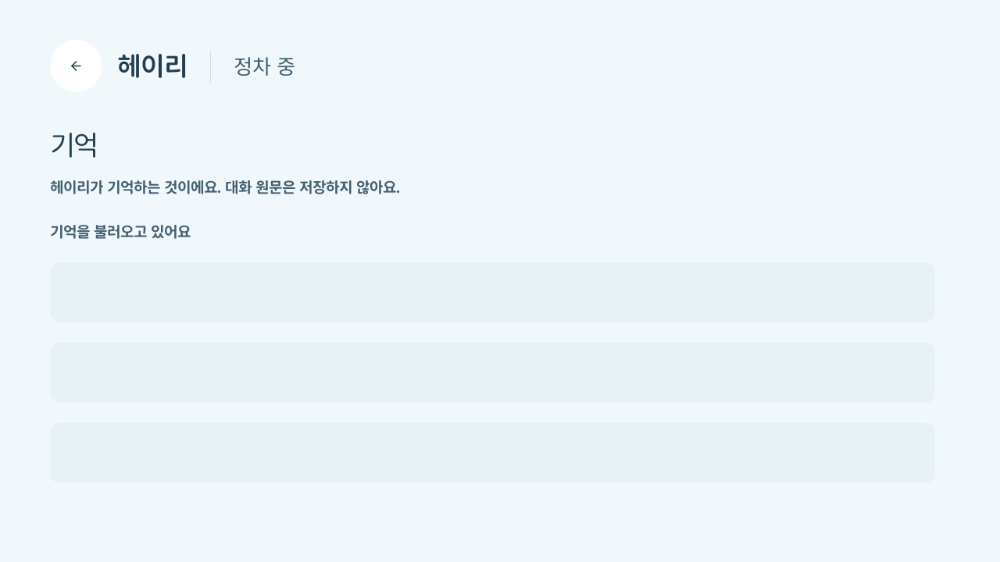 헤이리
정차 중
기억
헤이리가 기억하는 것이에요. 대화 원문은 저장하지 않아요.
기억을 불러오고 있어요